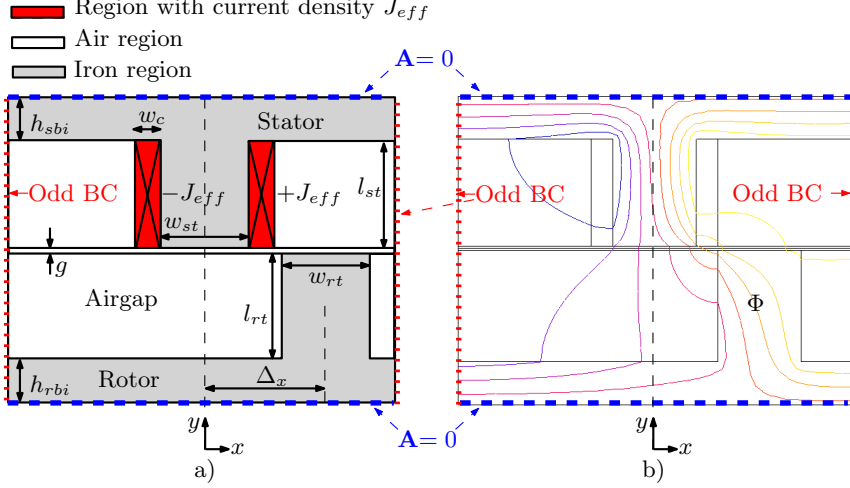 Region with current density J_eff
Air region
Iron region
A= 0
h_sbi
w_c
Stator
Odd BC
−J_eff
+J_eff
l_st
w_st
g
Airgap
w_rt
l_rt
h_rbi
Rotor
Δ_x
y
x
a)
A= 0
Odd BC
Odd BC
Φ
y
x
b)